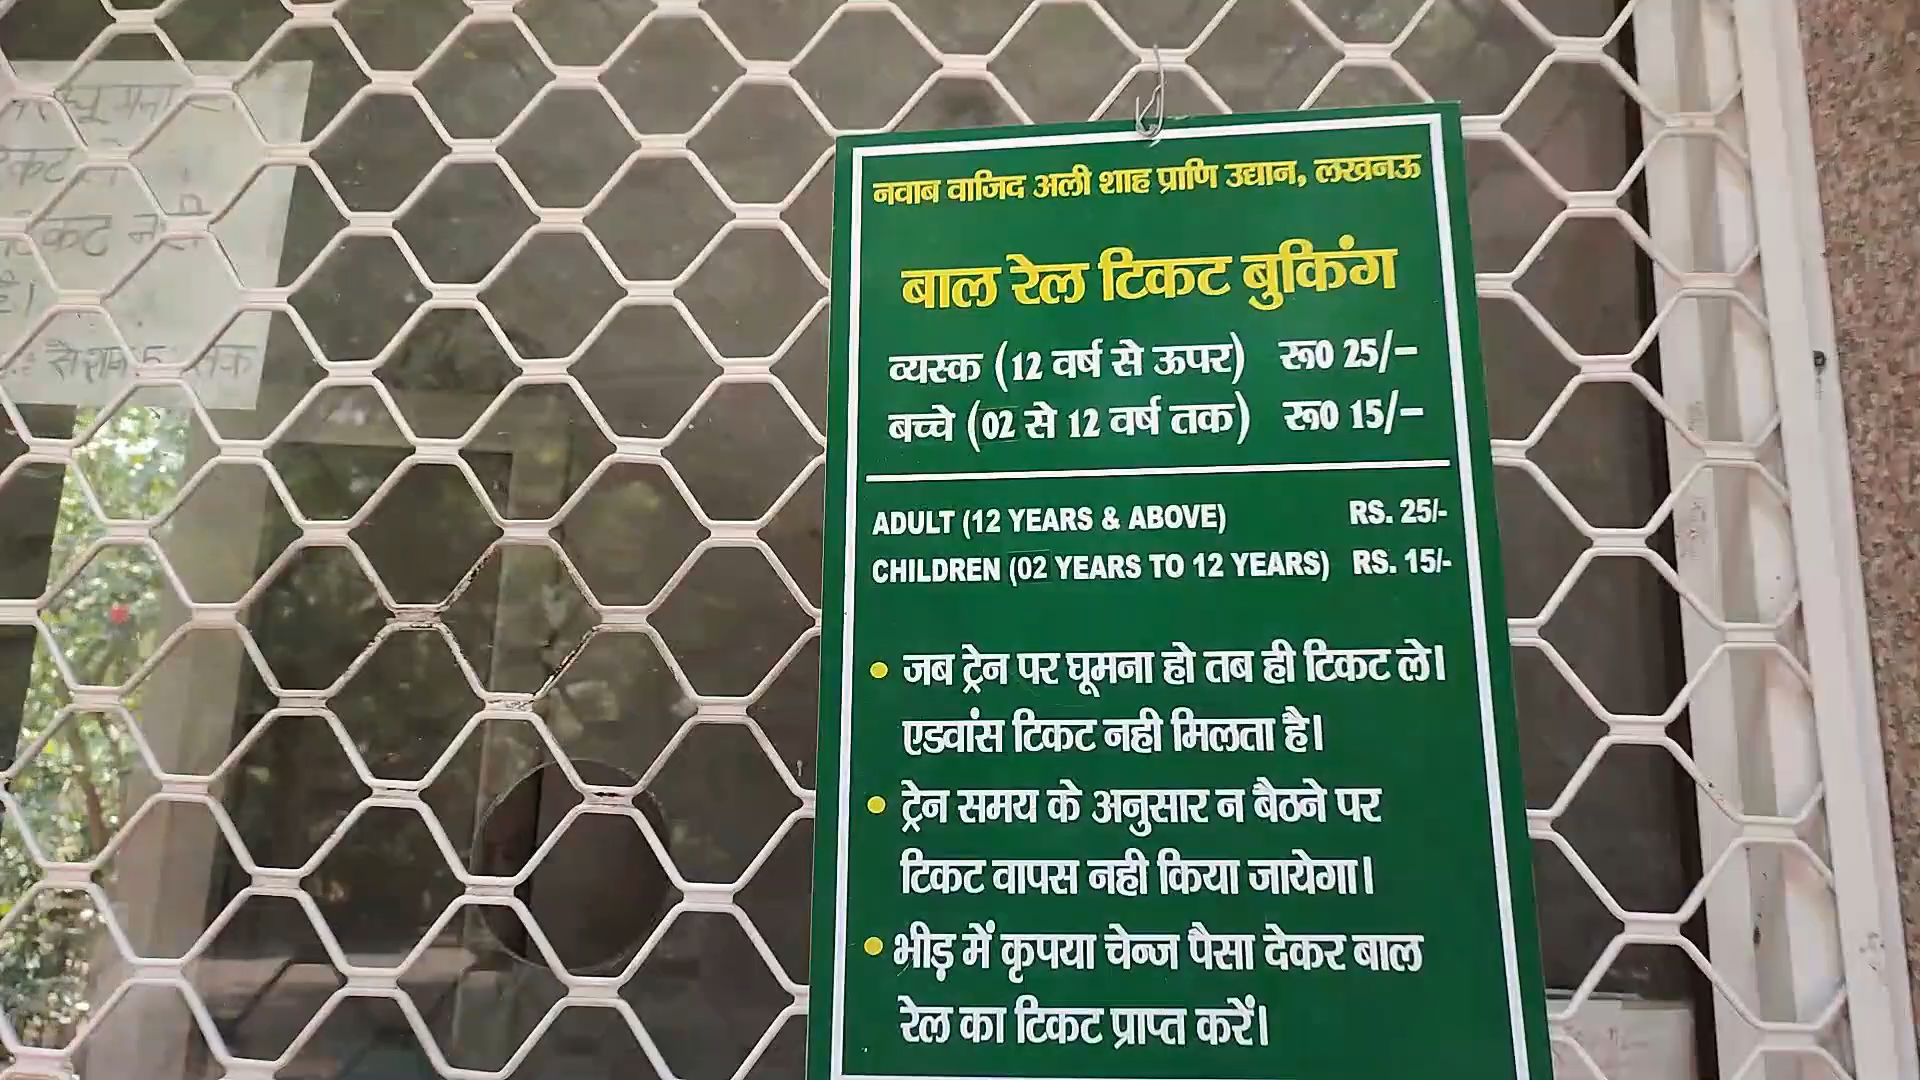 नवाब वाजिद अली शाह प्राणि उद्यान, लखनऊ
बाल रेल टिकट बुकिंग
व्यस्क (12 वर्ष से ऊपर) रू0 25/-
बच्चे (02 से 12 वर्ष तक) रू0 15/-
ADULT (12 YEARS & ABOVE) RS. 25/-
CHILDREN (02 YEARS TO 12 YEARS) RS. 15/-
• जब ट्रेन पर घूमना हो तब ही टिकट ले।
एडवांस टिकट नही मिलता है।
• ट्रेन समय के अनुसार न बैठने पर
टिकट वापस नही किया जायेगा।
• भीड़ में कृपया चेन्ज पैसा देकर बाल
रेल का टिकट प्राप्त करें।